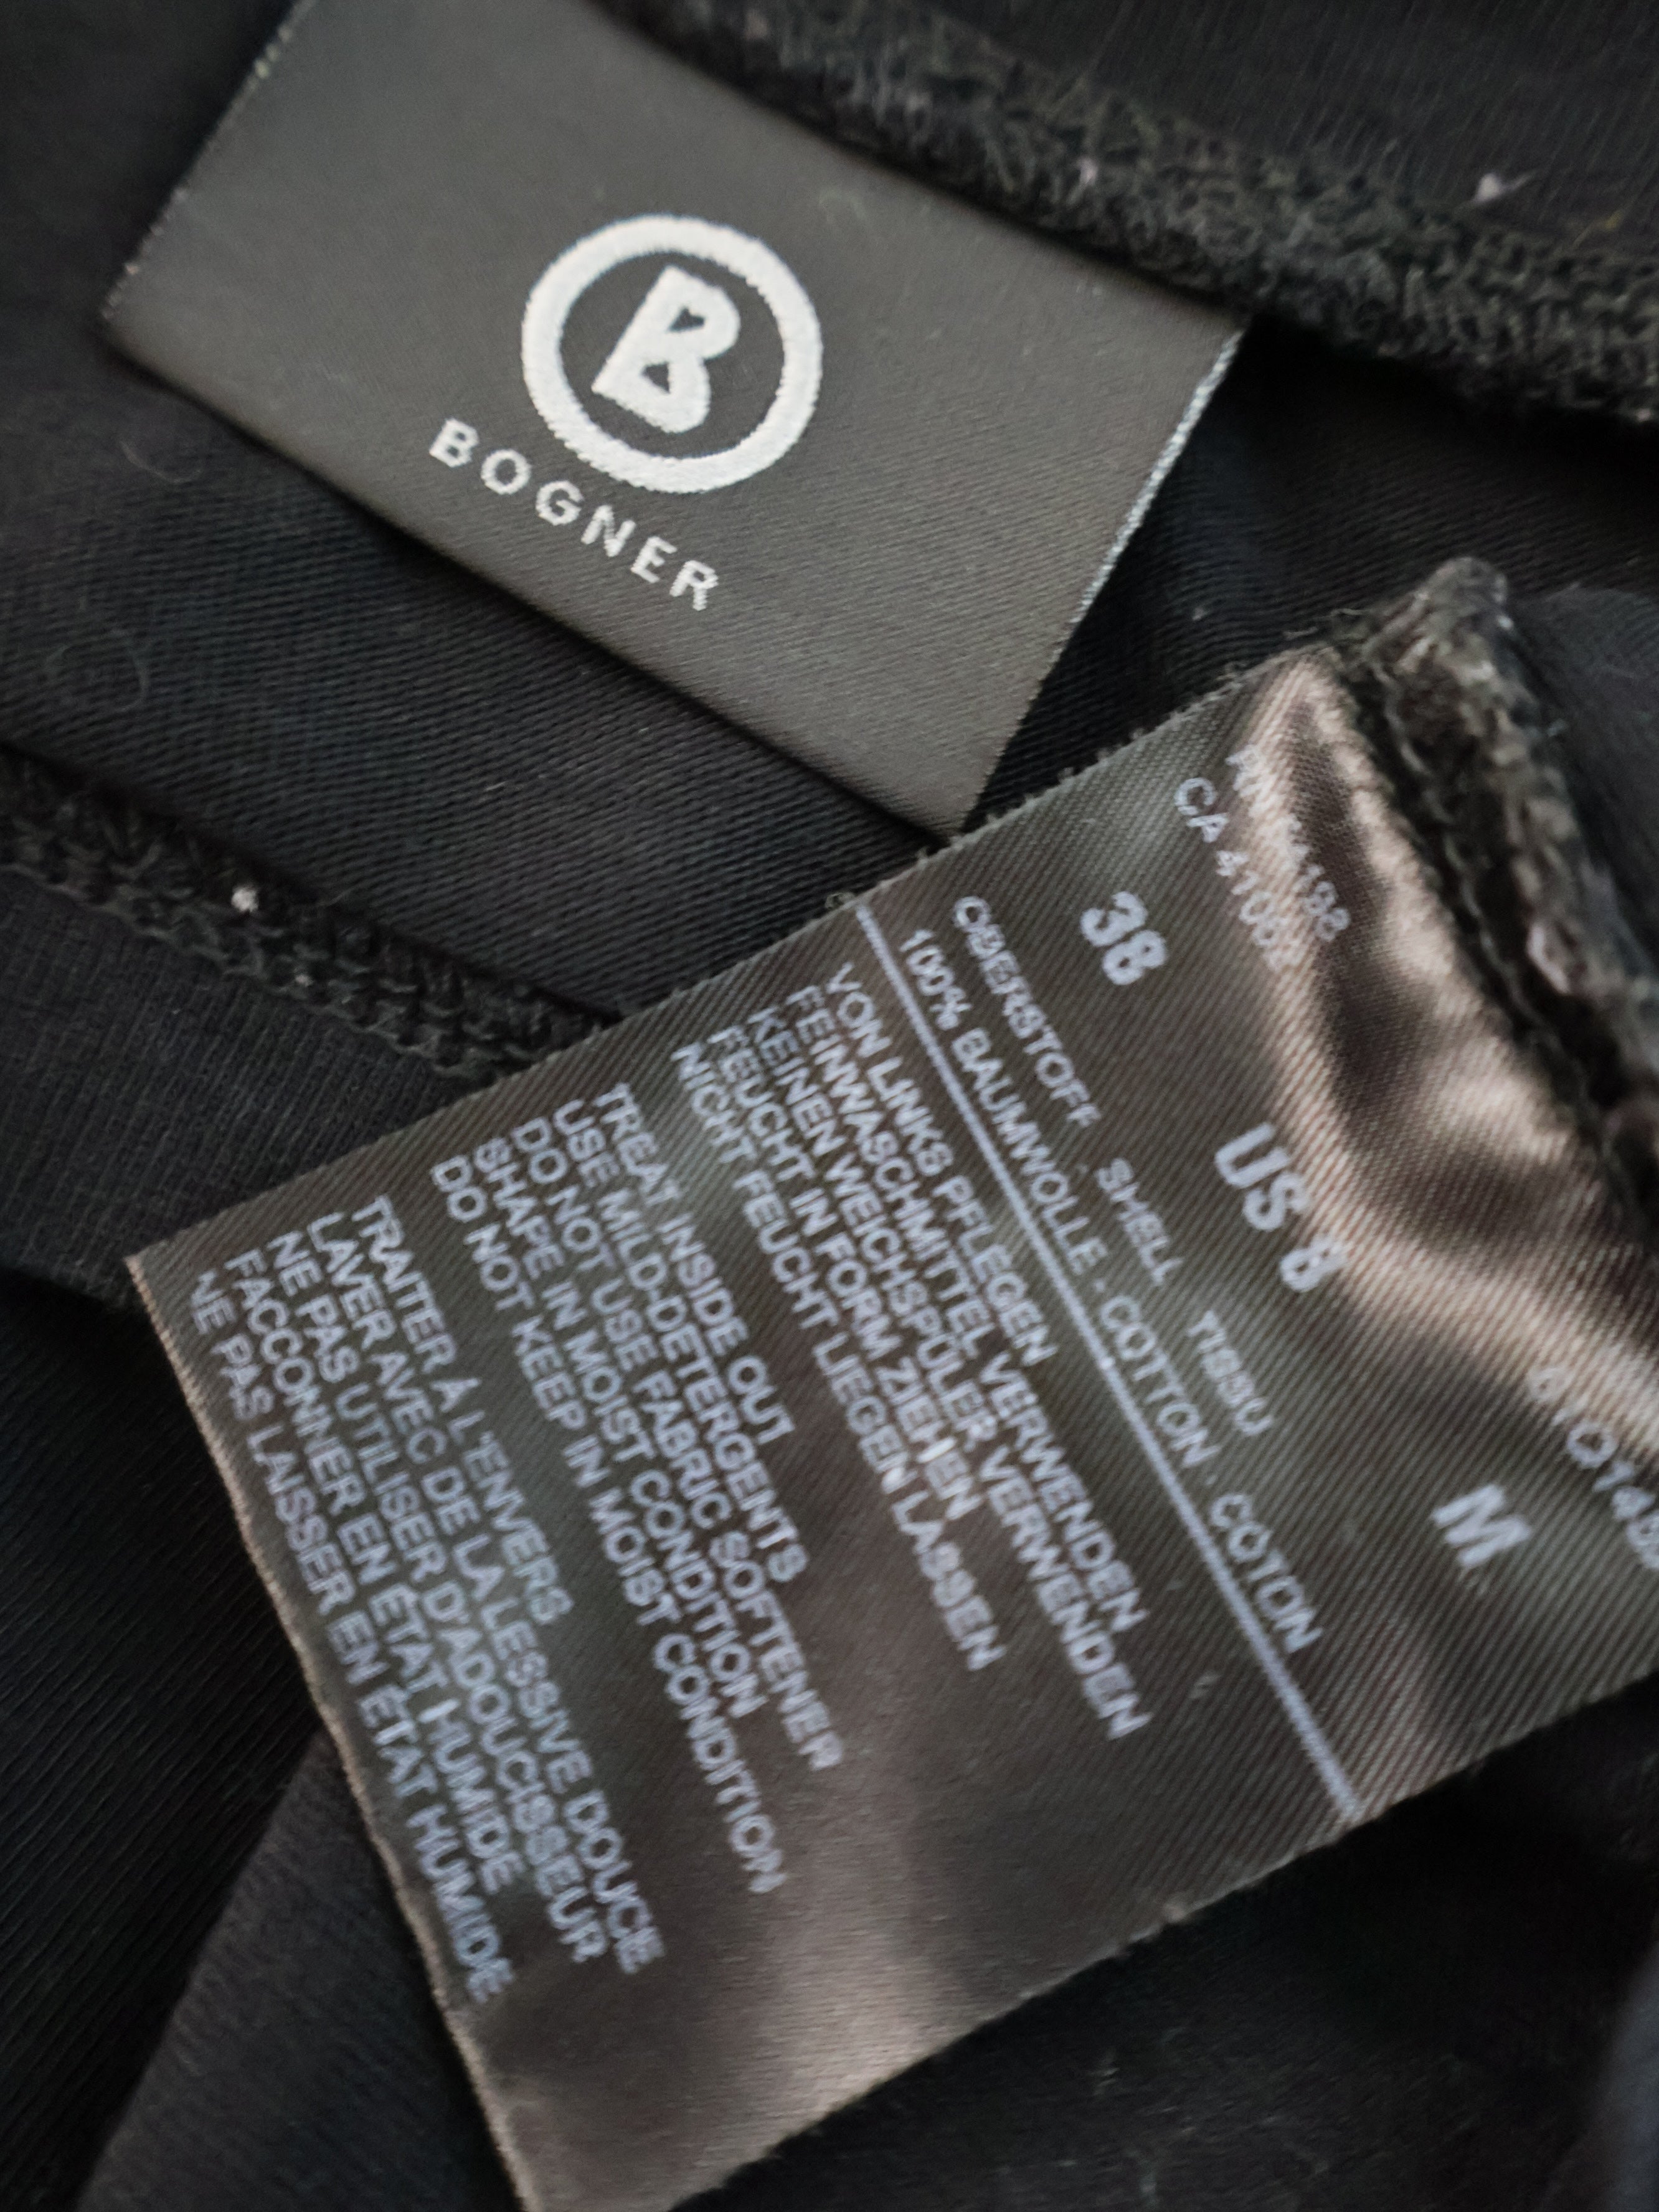 B
BOGNER
38 US 8 M
OBERSTOFF SHELL TISSU
100% BAUMWOLLE - COTTON - COTON
VON LINKS PFLEGEN
FEINWASCHMITTEL VERWENDEN
KEINEN WEICHSPÜLER VERWENDEN
FEUCHT IN FORM ZIEHEN
NICHT FEUCHT LIEGEN LASSEN
TREAT INSIDE OUT
USE MILD-DETERGENTS
DO NOT USE FABRIC SOFTENER
SHAPE IN MOIST CONDITION
DO NOT KEEP IN MOIST CONDITION
TRAITER À L'ENVERS
LAVER AVEC DE LA LESSIVE DOUCE
NE PAS UTILISER D'ADOUCISSEUR
FACCONNER EN ÉTAT HUMIDE
NE PAS LAISSER EN ÉTAT HUMIDE